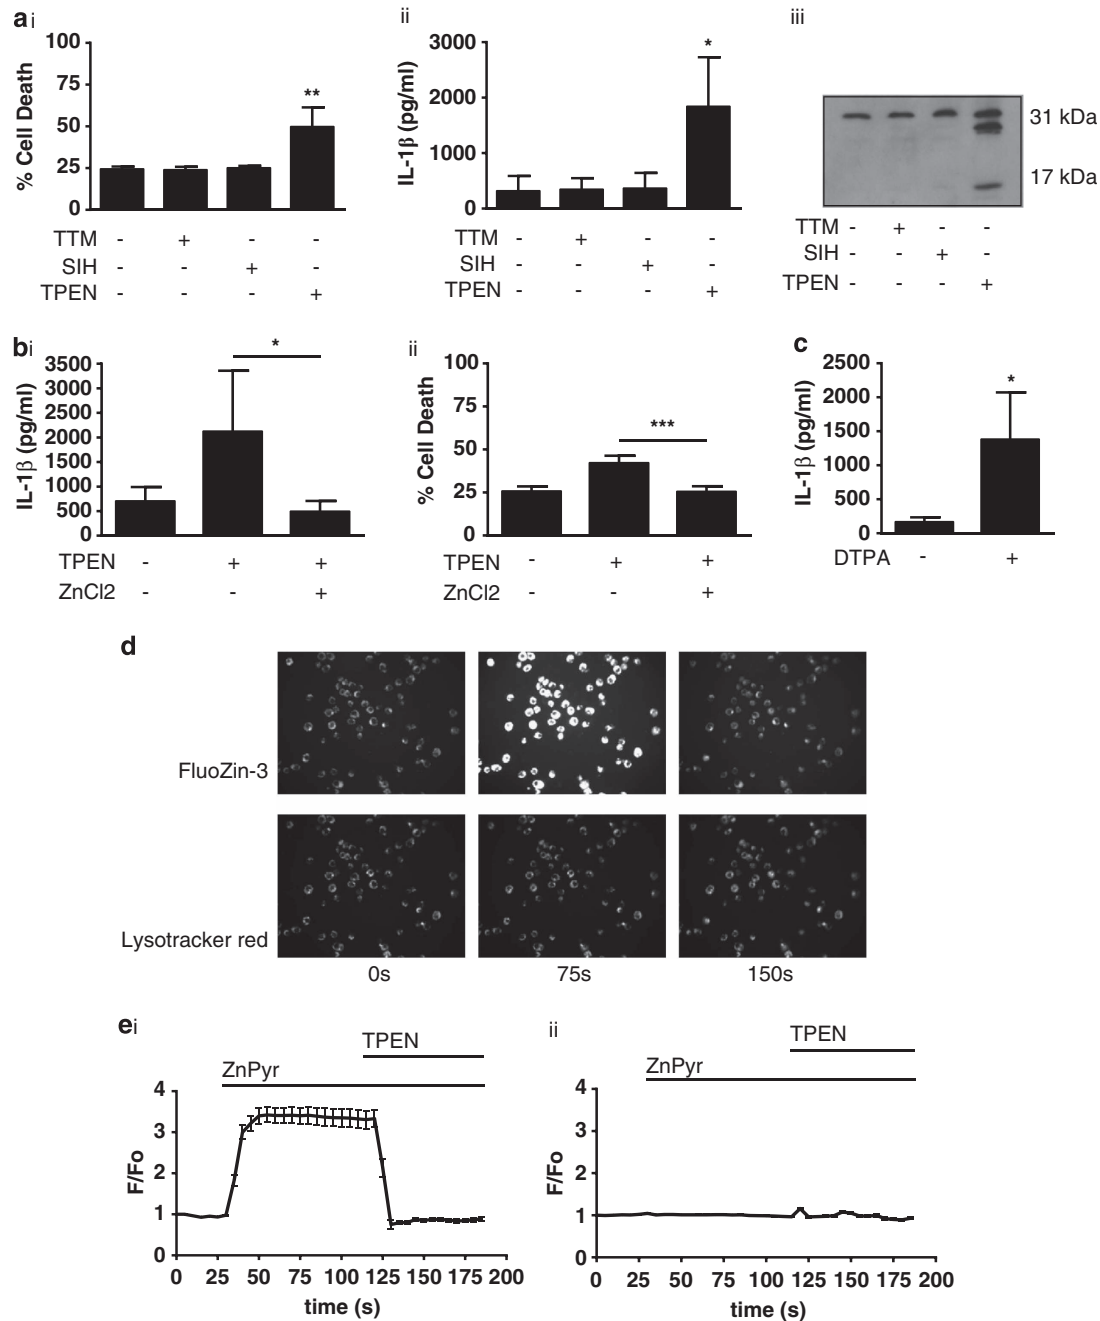 a i
% Cell Death
100
75
50
25
0
**
TTM - + - -
SIH - - + -
TPEN - - - +
ii
IL-1β (pg/ml)
3000
2000
1000
0
*
TTM - + - -
SIH - - + -
TPEN - - - +
iii
31 kDa
17 kDa
TTM - + - -
SIH - - + -
TPEN - - - +
b i
IL-1β (pg/ml)
3500
3000
2500
2000
1500
1000
500
0
*
TPEN - + +
ZnCl2 - - +
ii
% Cell Death
100
75
50
25
0
***
TPEN - + +
ZnCl2 - - +
c
IL-1β (pg/ml)
2500
2000
1500
1000
500
0
*
DTPA - +
d
FluoZin-3
Lysotracker red
0s 75s 150s
e i
TPEN
ZnPyr
F/Fo
4
3
2
1
0
0 25 50 75 100 125 150 175 200
time (s)
ii
TPEN
ZnPyr
F/Fo
4
3
2
1
0
0 25 50 75 100 125 150 175 200
time (s)